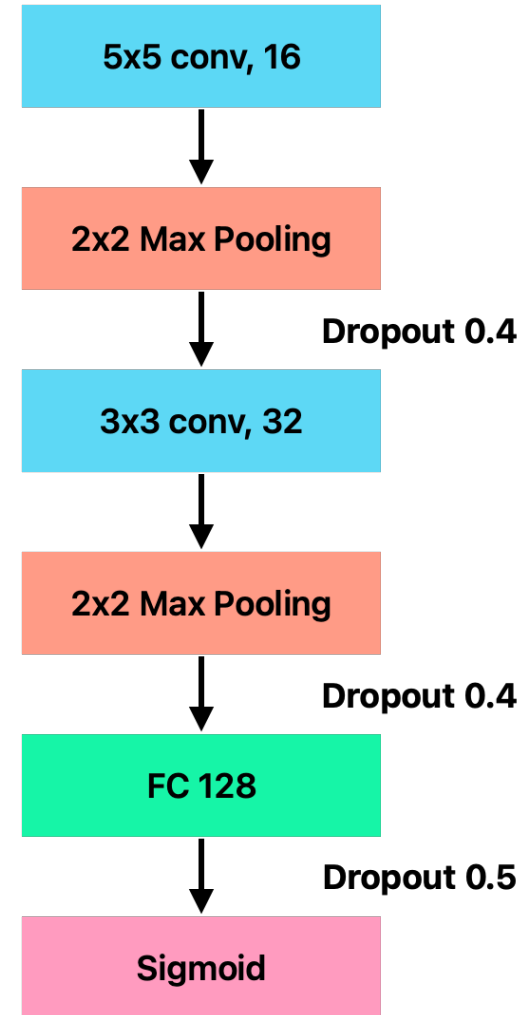 5x5 conv, 16
2x2 Max Pooling
Dropout 0.4
3x3 conv, 32
2x2 Max Pooling
Dropout 0.4
FC 128
Dropout 0.5
Sigmoid